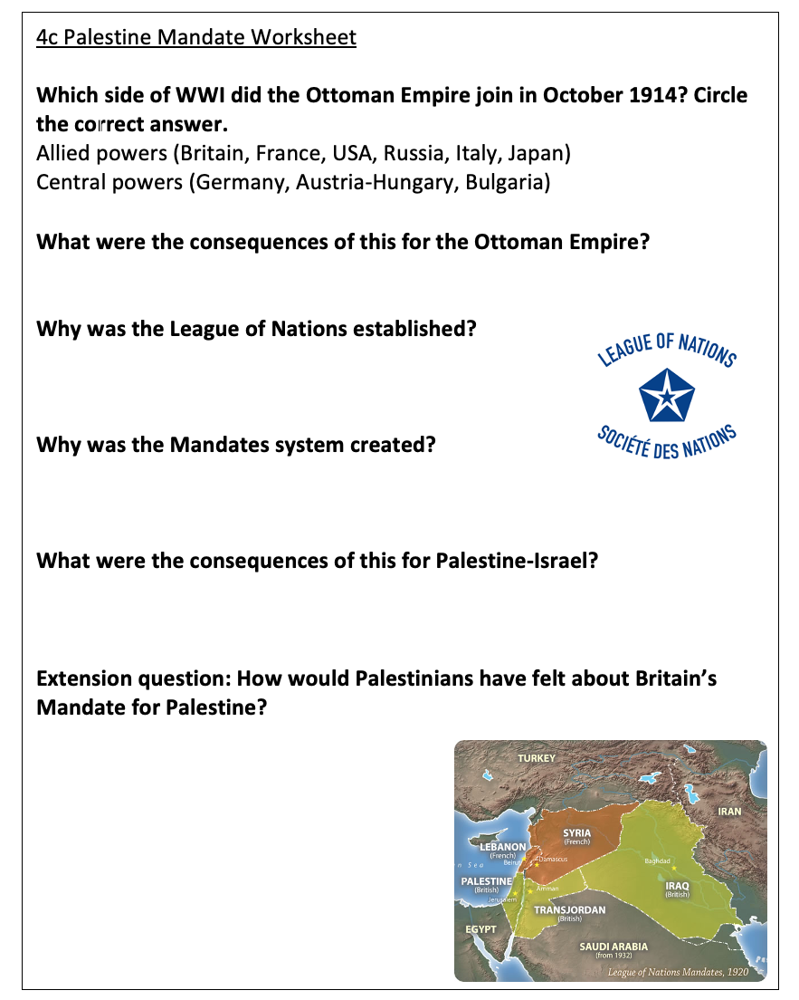 4c Palestine Mandate Worksheet
Which side of WWI did the Ottoman Empire join in October 1914? Circle
the correct answer.
Allied powers (Britain, France, USA, Russia, Italy, Japan)
Central powers (Germany, Austria-Hungary, Bulgaria)
What were the consequences of this for the Ottoman Empire?
Why was the League of Nations established?
LEAGUE OF NATIONS
SOCIÉTÉ DES NATIONS
Why was the Mandates system created?
What were the consequences of this for Palestine-Israel?
Extension question: How would Palestinians have felt about Britain’s
Mandate for Palestine?
TURKEY
IRAN
SYRIA
(French)
LEBANON
(French)
Beirut
Damascus
n Sea
Baghdad
PALESTINE
(British)
IRAQ
(British)
Amman
Jerusalem
TRANSJORDAN
(British)
EGYPT
SAUDI ARABIA
(from 1932)
League of Nations Mandates, 1920